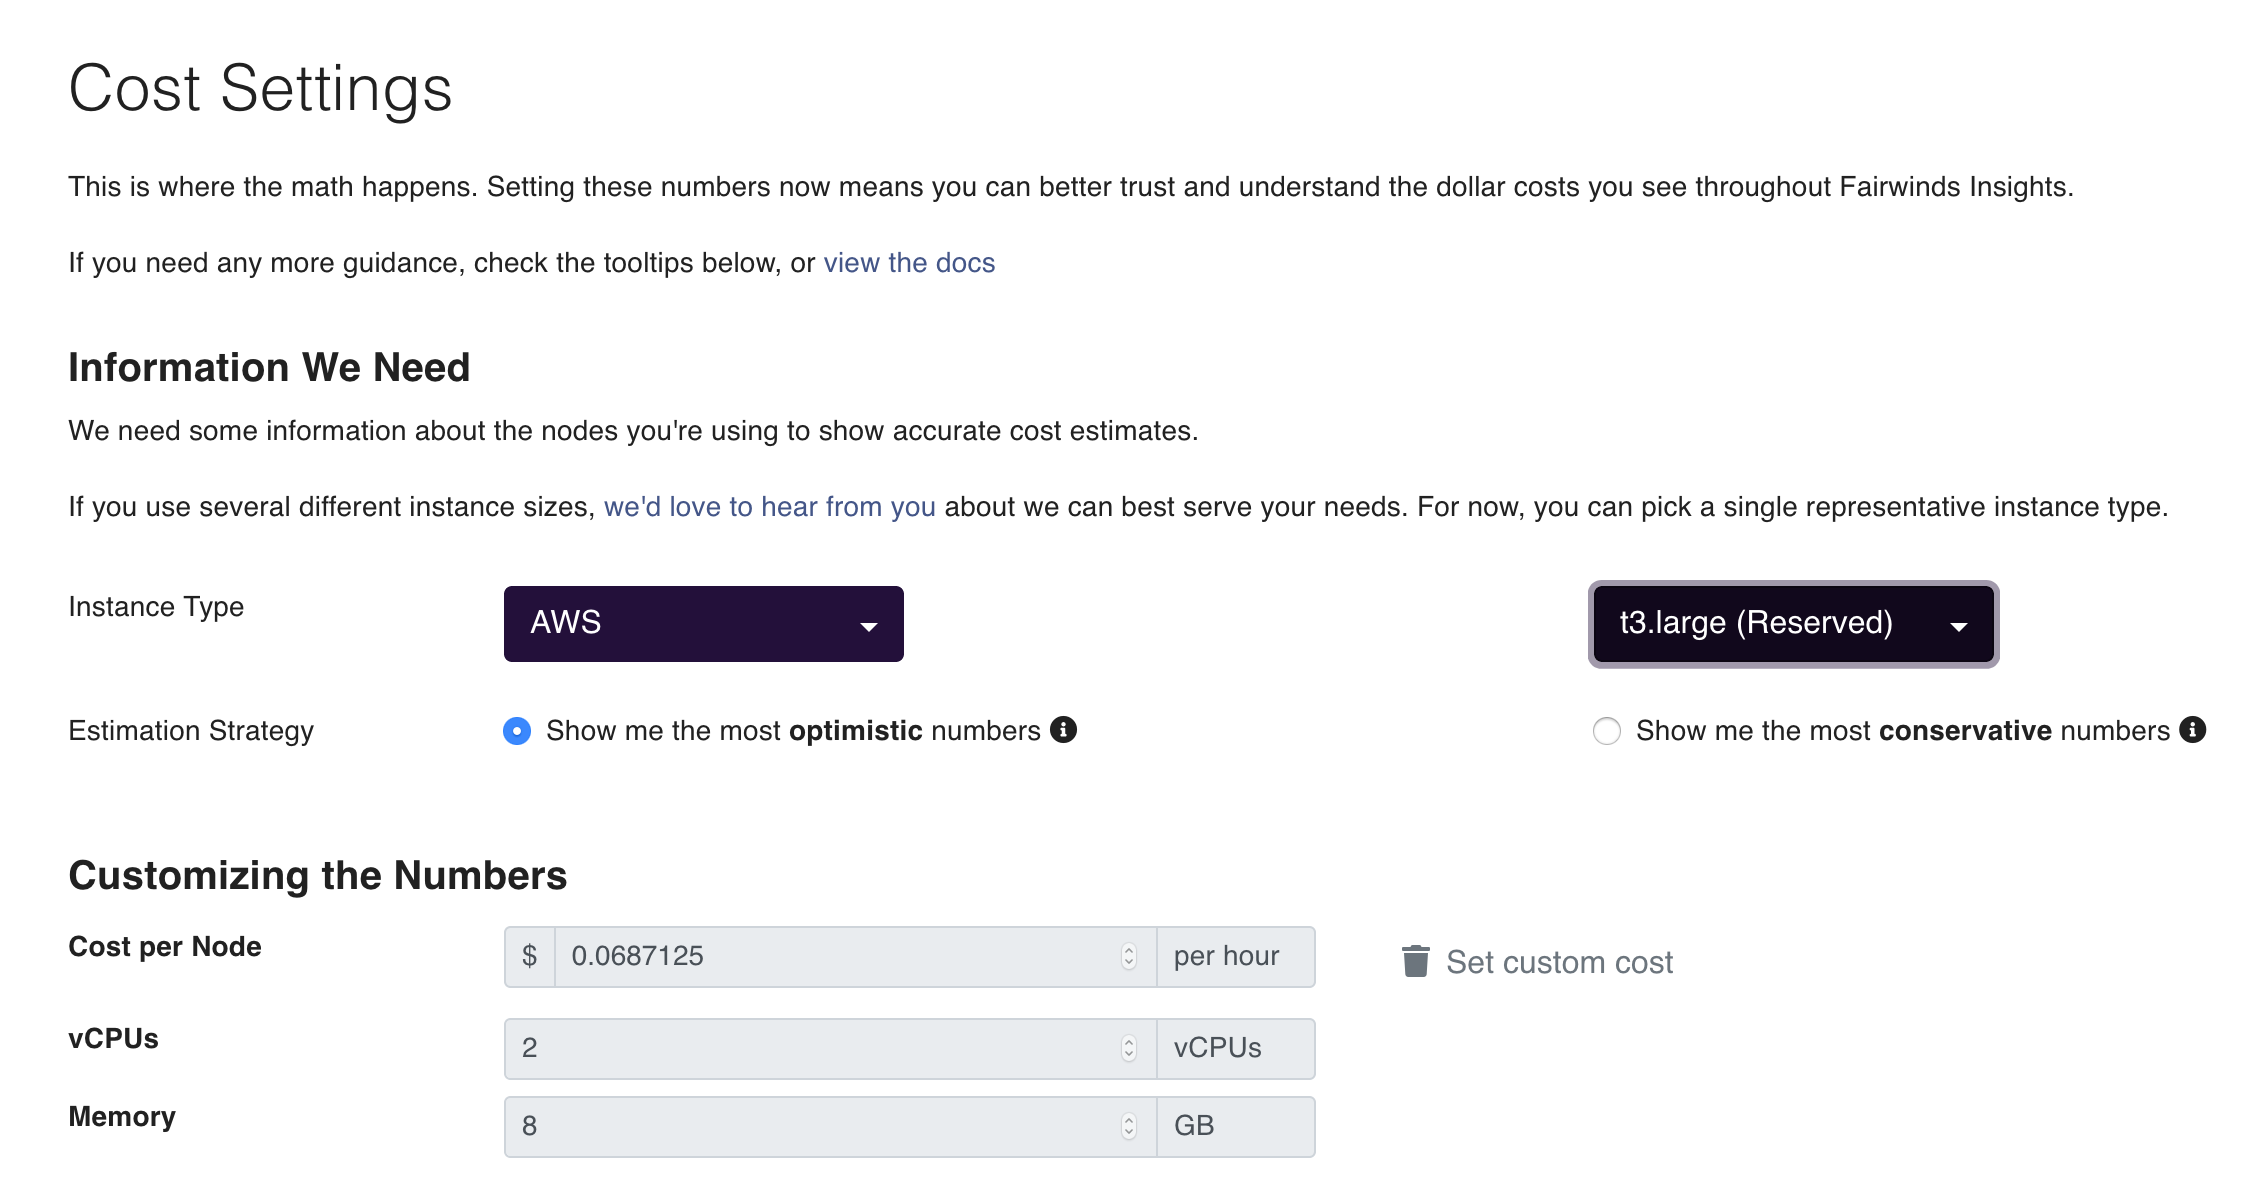 Cost Settings
This is where the math happens. Setting these numbers now means you can better trust and understand the dollar costs you see throughout Fairwinds Insights.
If you need any more guidance, check the tooltips below, or view the docs
Information We Need
We need some information about the nodes you're using to show accurate cost estimates.
If you use several different instance sizes, we'd love to hear from you about we can best serve your needs. For now, you can pick a single representative instance type.
Instance Type AWS t3.large (Reserved)
Estimation Strategy Show me the most optimistic numbers Show me the most conservative numbers
Customizing the Numbers
Cost per Node $ 0.0687125 per hour Set custom cost
vCPUs 2 vCPUs
Memory 8 GB